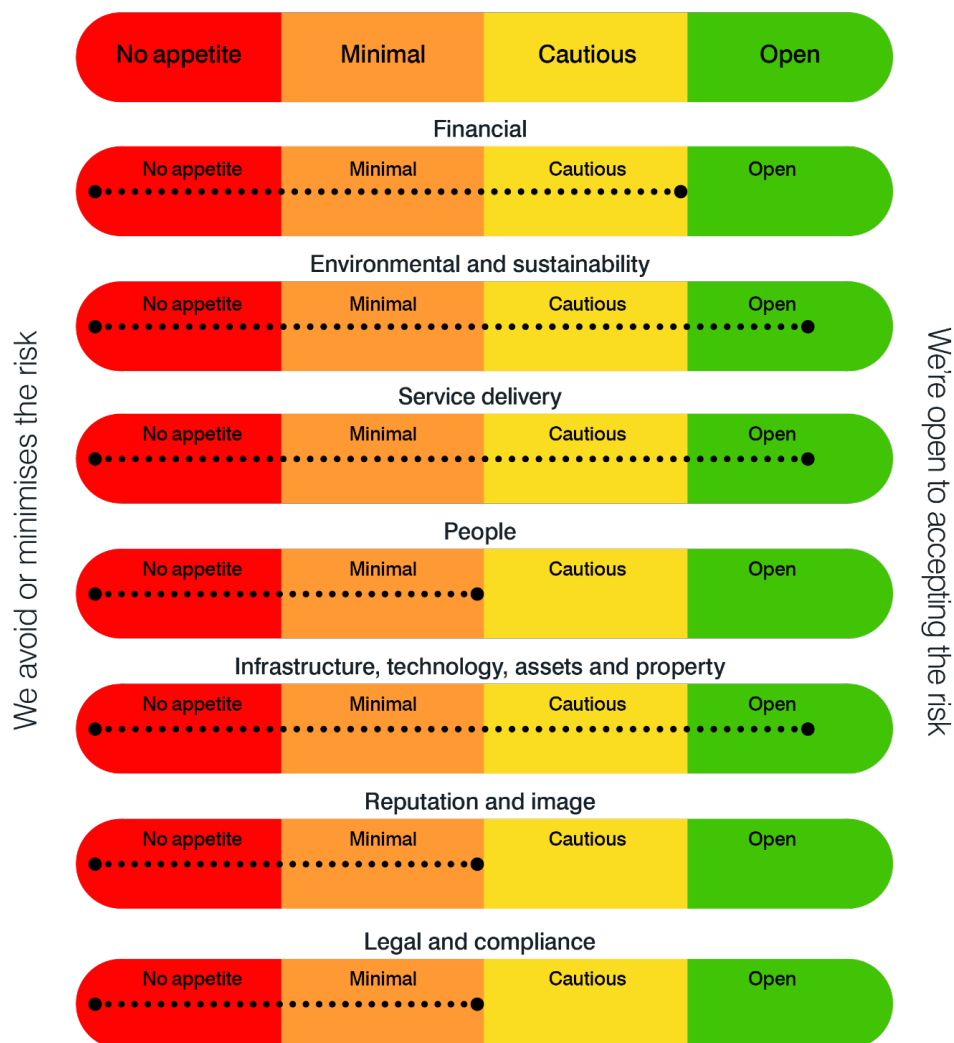 No appetite Minimal Cautious Open
Financial
No appetite Minimal Cautious Open
Environmental and sustainability
No appetite Minimal Cautious Open
Service delivery
No appetite Minimal Cautious Open
People
No appetite Minimal Cautious Open
Infrastructure, technology, assets and property
No appetite Minimal Cautious Open
Reputation and image
No appetite Minimal Cautious Open
Legal and compliance
No appetite Minimal Cautious Open
We avoid or minimises the risk
We're open to accepting the risk